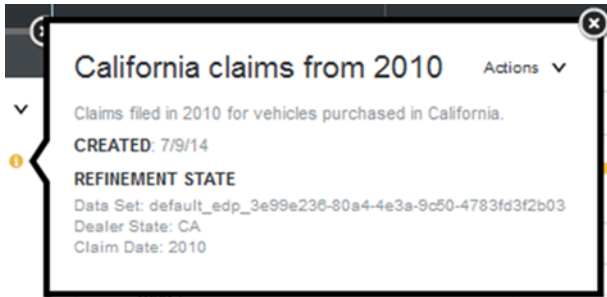 California claims from 2010 Actions
Claims filed in 2010 for vehicles purchased in California.
CREATED: 7/9/14
REFINEMENT STATE
Data Set: default_edp_3e99e236-80a4-4e3a-9c50-4783fd3f2b03
Dealer State: CA
Claim Date: 2010